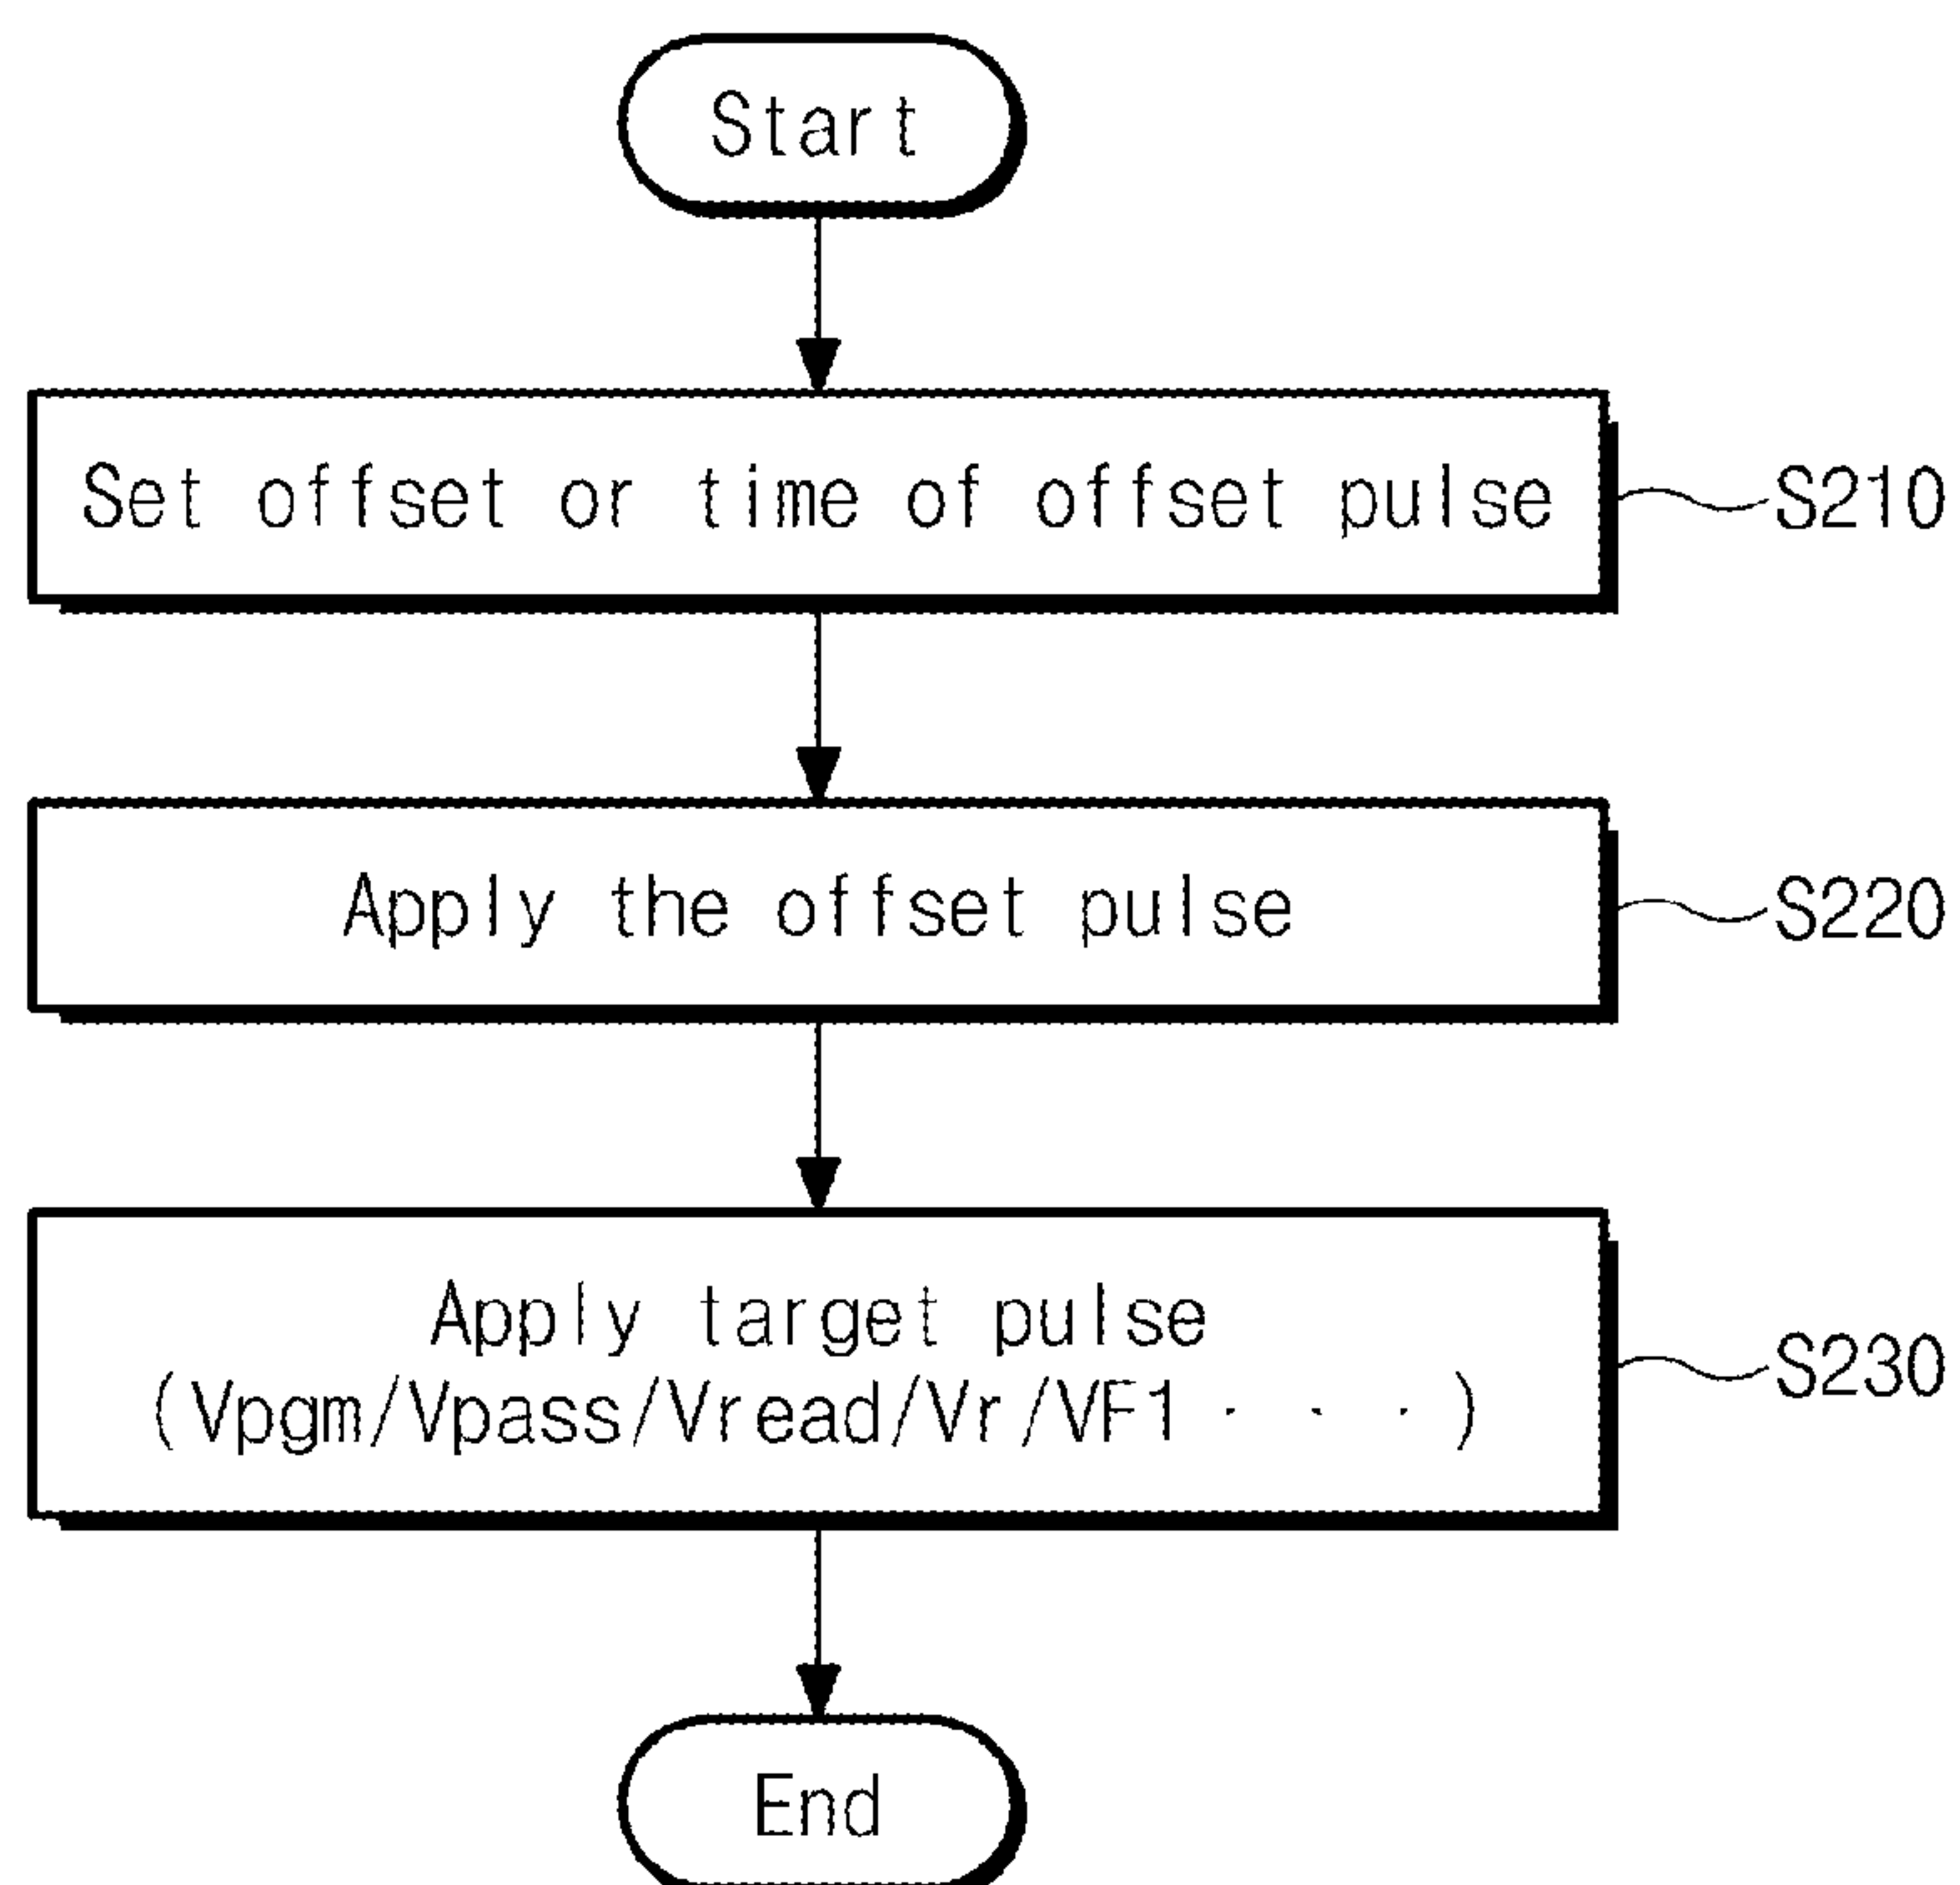 Start
Set offset or time of offset pulse
S210
Apply the offset pulse
S220
Apply target pulse
(Vpgm/Vpass/Vread/Vr/VF1 · · · )
S230
End